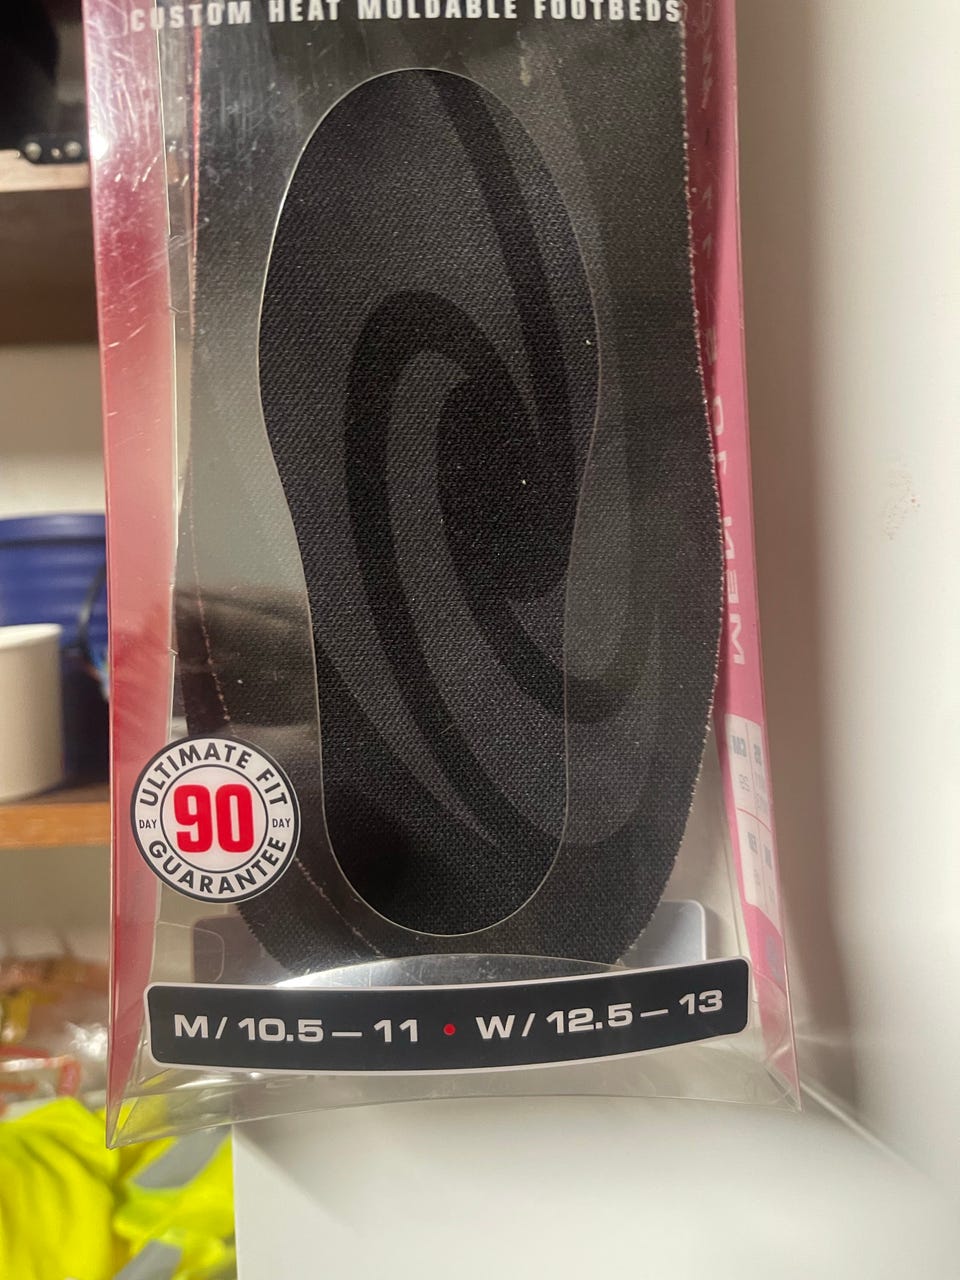 CUSTOM HEAT MOLDABLE FOOTBEDS
ULTIMATE FIT
DAY 90 DAY
GUARANTEE
M / 10.5 — 11 • W / 12.5 — 13